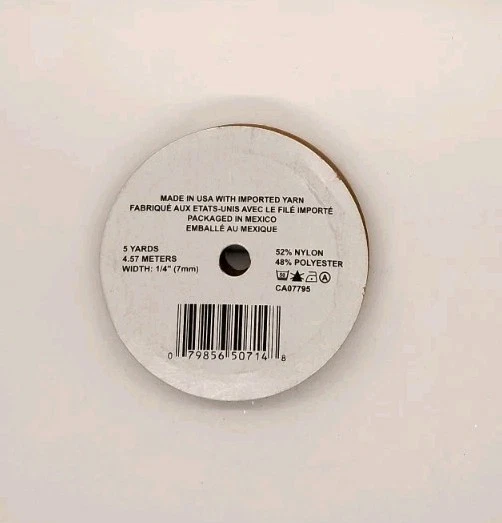 MADE IN USA WITH IMPORTED YARN
FABRIQUÉ AUX ETATS-UNIS AVEC LE FILÉ IMPORTÉ
PACKAGED IN MEXICO
EMBALLÉ AU MEXIQUE
5 YARDS
4.57 METERS
WIDTH: 1/4" (7mm)
52% NYLON
48% POLYESTER
A
CA07795
0 79856 50714 8